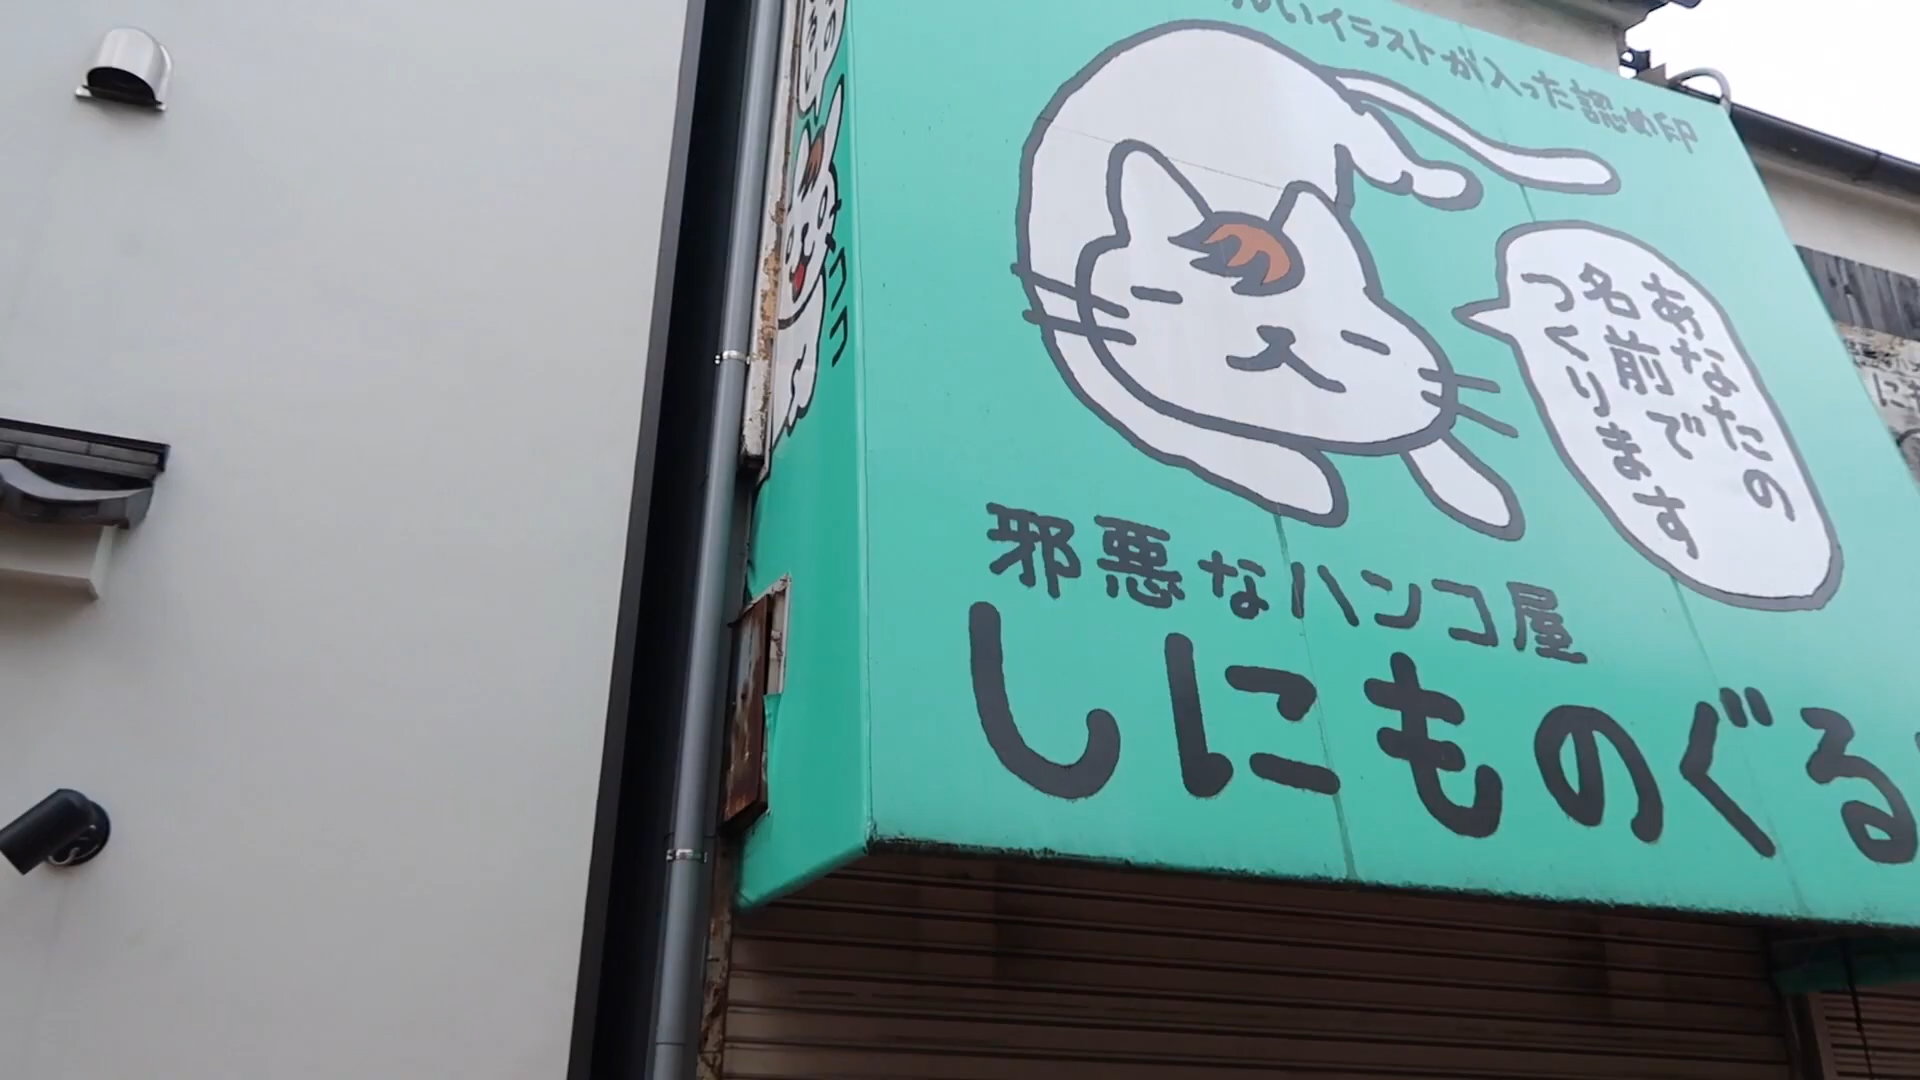 いイラストが入った認め印
あなたの
名前で
つくります
邪悪なハンコ屋
しにものぐる